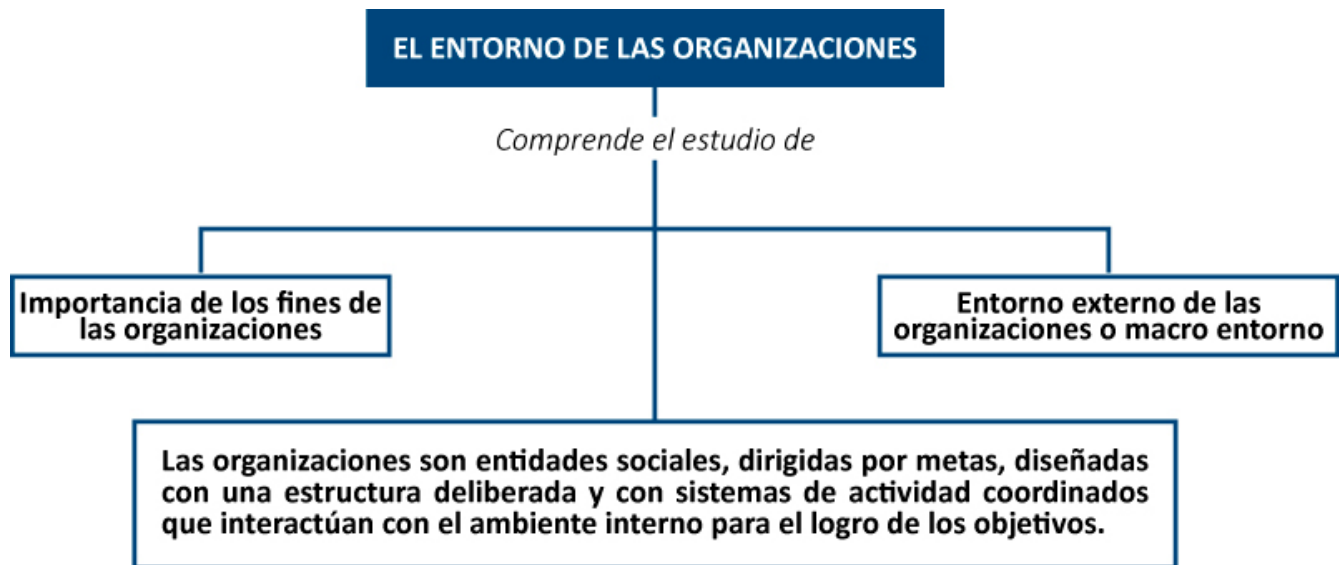 EL ENTORNO DE LAS ORGANIZACIONES
Comprende el estudio de
Importancia de los fines de
las organizaciones
Entorno externo de las
organizaciones o macro entorno
Las organizaciones son entidades sociales, dirigidas por metas, diseñadas
con una estructura deliberada y con sistemas de actividad coordinados
que interactúan con el ambiente interno para el logro de los objetivos.